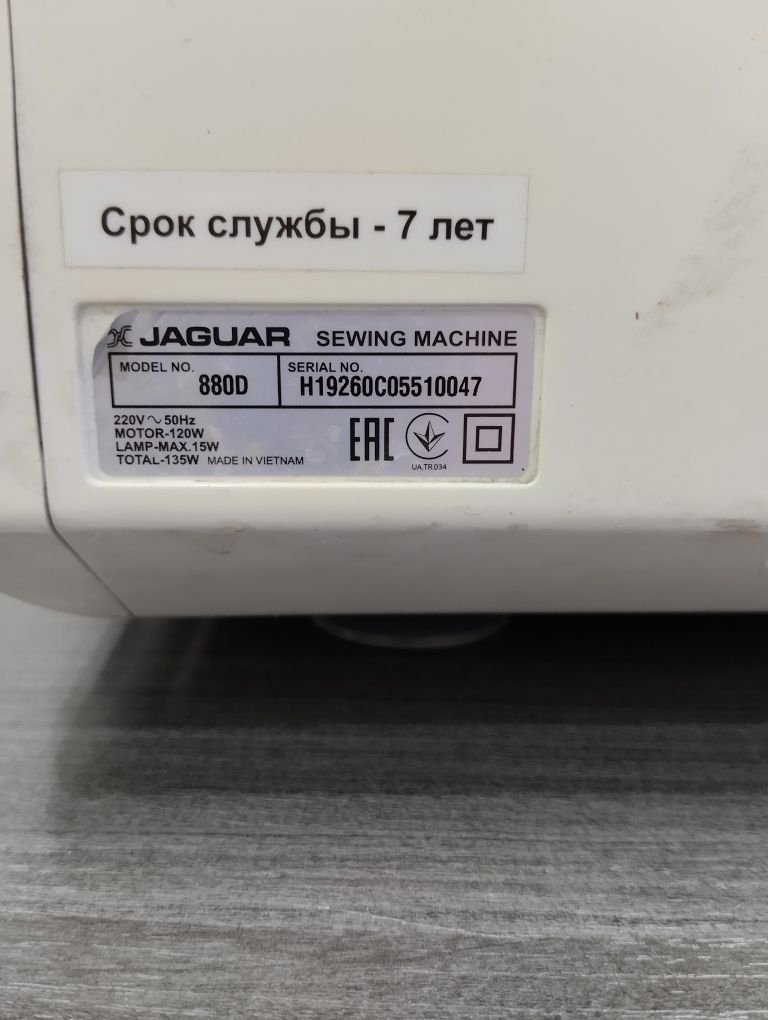 Срок службы - 7 лет
JAGUAR SEWING MACHINE
MODEL NO. 880D SERIAL NO. H19260C05510047
220V ~ 50Hz
MOTOR-120W
LAMP-MAX.15W
TOTAL-135W MADE IN VIETNAM
EAC
UA.TR.034